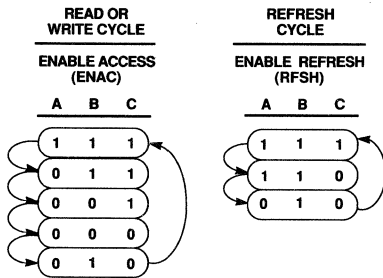 READ OR
WRITE CYCLE
ENABLE ACCESS
(ENAC)
A B C
1 1 1
0 1 1
0 0 1
0 0 0
0 1 0
REFRESH
CYCLE
ENABLE REFRESH
(RFSH)
A B C
1 1 1
1 1 0
0 1 0